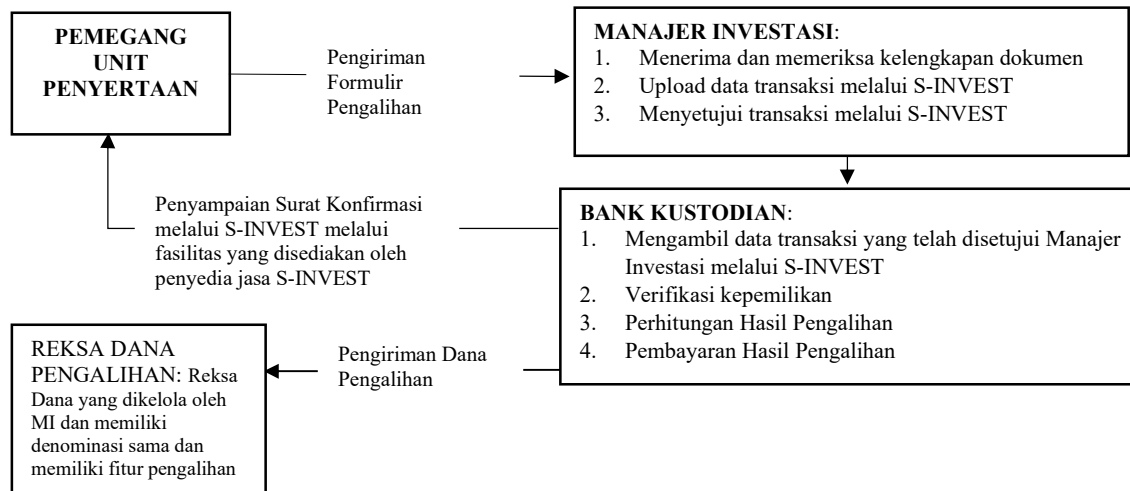 PEMEGANG
UNIT
PENYERTAAN
Pengiriman
Formulir
Pengalihan
MANAJER INVESTASI:
1. Menerima dan memeriksa kelengkapan dokumen
2. Upload data transaksi melalui S-INVEST
3. Menyetujui transaksi melalui S-INVEST
Penyampaian Surat Konfirmasi
melalui S-INVEST melalui
fasilitas yang disediakan oleh
penyedia jasa S-INVEST
BANK KUSTODIAN:
1. Mengambil data transaksi yang telah disetujui Manajer
Investasi melalui S-INVEST
2. Verifikasi kepemilikan
3. Perhitungan Hasil Pengalihan
4. Pembayaran Hasil Pengalihan
REKSA DANA
PENGALIHAN: Reksa
Dana yang dikelola oleh
MI dan memiliki
denominasi sama dan
memiliki fitur pengalihan
Pengiriman Dana
Pengalihan